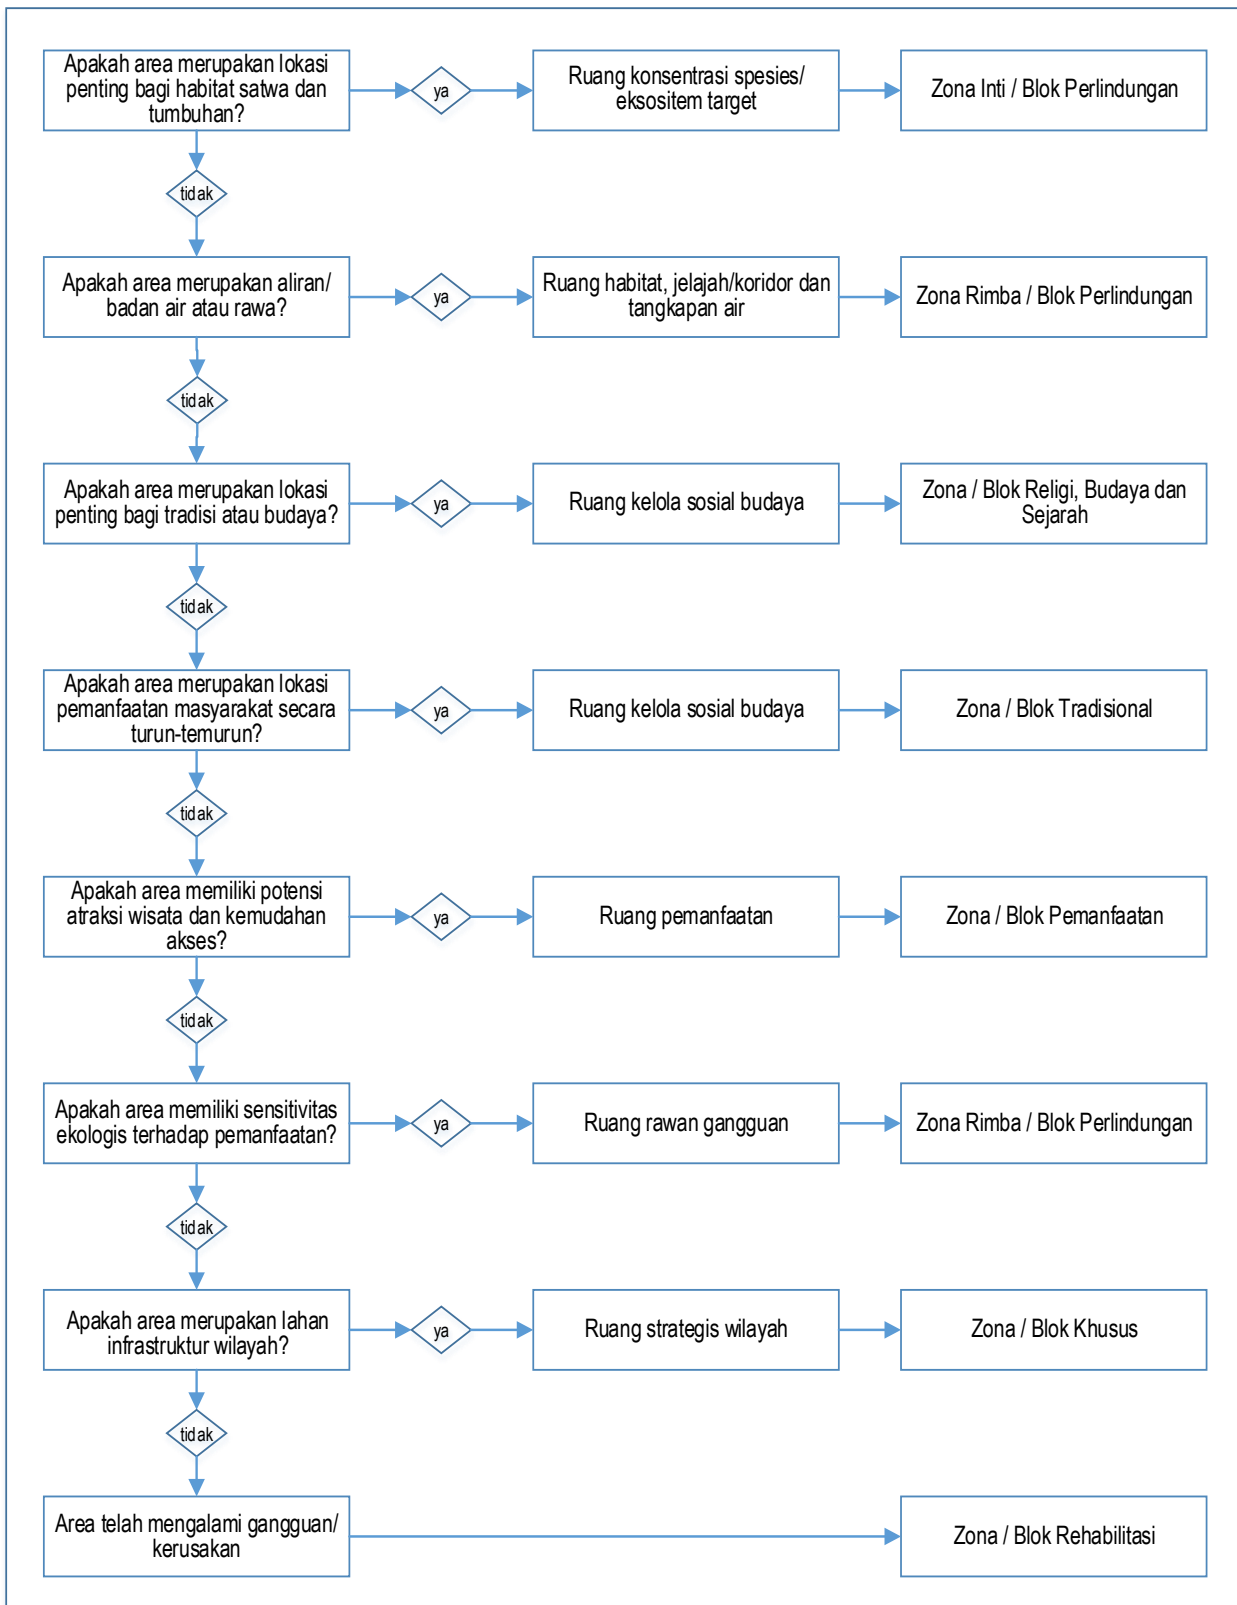 Apakah area merupakan lokasi
penting bagi habitat satwa dan
tumbuhan?
ya
Ruang konsentrasi spesies/
eksositem target
Zona Inti / Blok Perlindungan
tidak
Apakah area merupakan aliran/
badan air atau rawa?
ya
Ruang habitat, jelajah/koridor dan
tangkapan air
Zona Rimba / Blok Perlindungan
tidak
Apakah area merupakan lokasi
penting bagi tradisi atau budaya?
ya
Ruang kelola sosial budaya
Zona / Blok Religi, Budaya dan
Sejarah
tidak
Apakah area merupakan lokasi
pemanfaatan masyarakat secara
turun-temurun?
ya
Ruang kelola sosial budaya
Zona / Blok Tradisional
tidak
Apakah area memiliki potensi
atraksi wisata dan kemudahan
akses?
ya
Ruang pemanfaatan
Zona / Blok Pemanfaatan
tidak
Apakah area memiliki sensitivitas
ekologis terhadap pemanfaatan?
ya
Ruang rawan gangguan
Zona Rimba / Blok Perlindungan
tidak
Apakah area merupakan lahan
infrastruktur wilayah?
ya
Ruang strategis wilayah
Zona / Blok Khusus
tidak
Area telah mengalami gangguan/
kerusakan
Zona / Blok Rehabilitasi